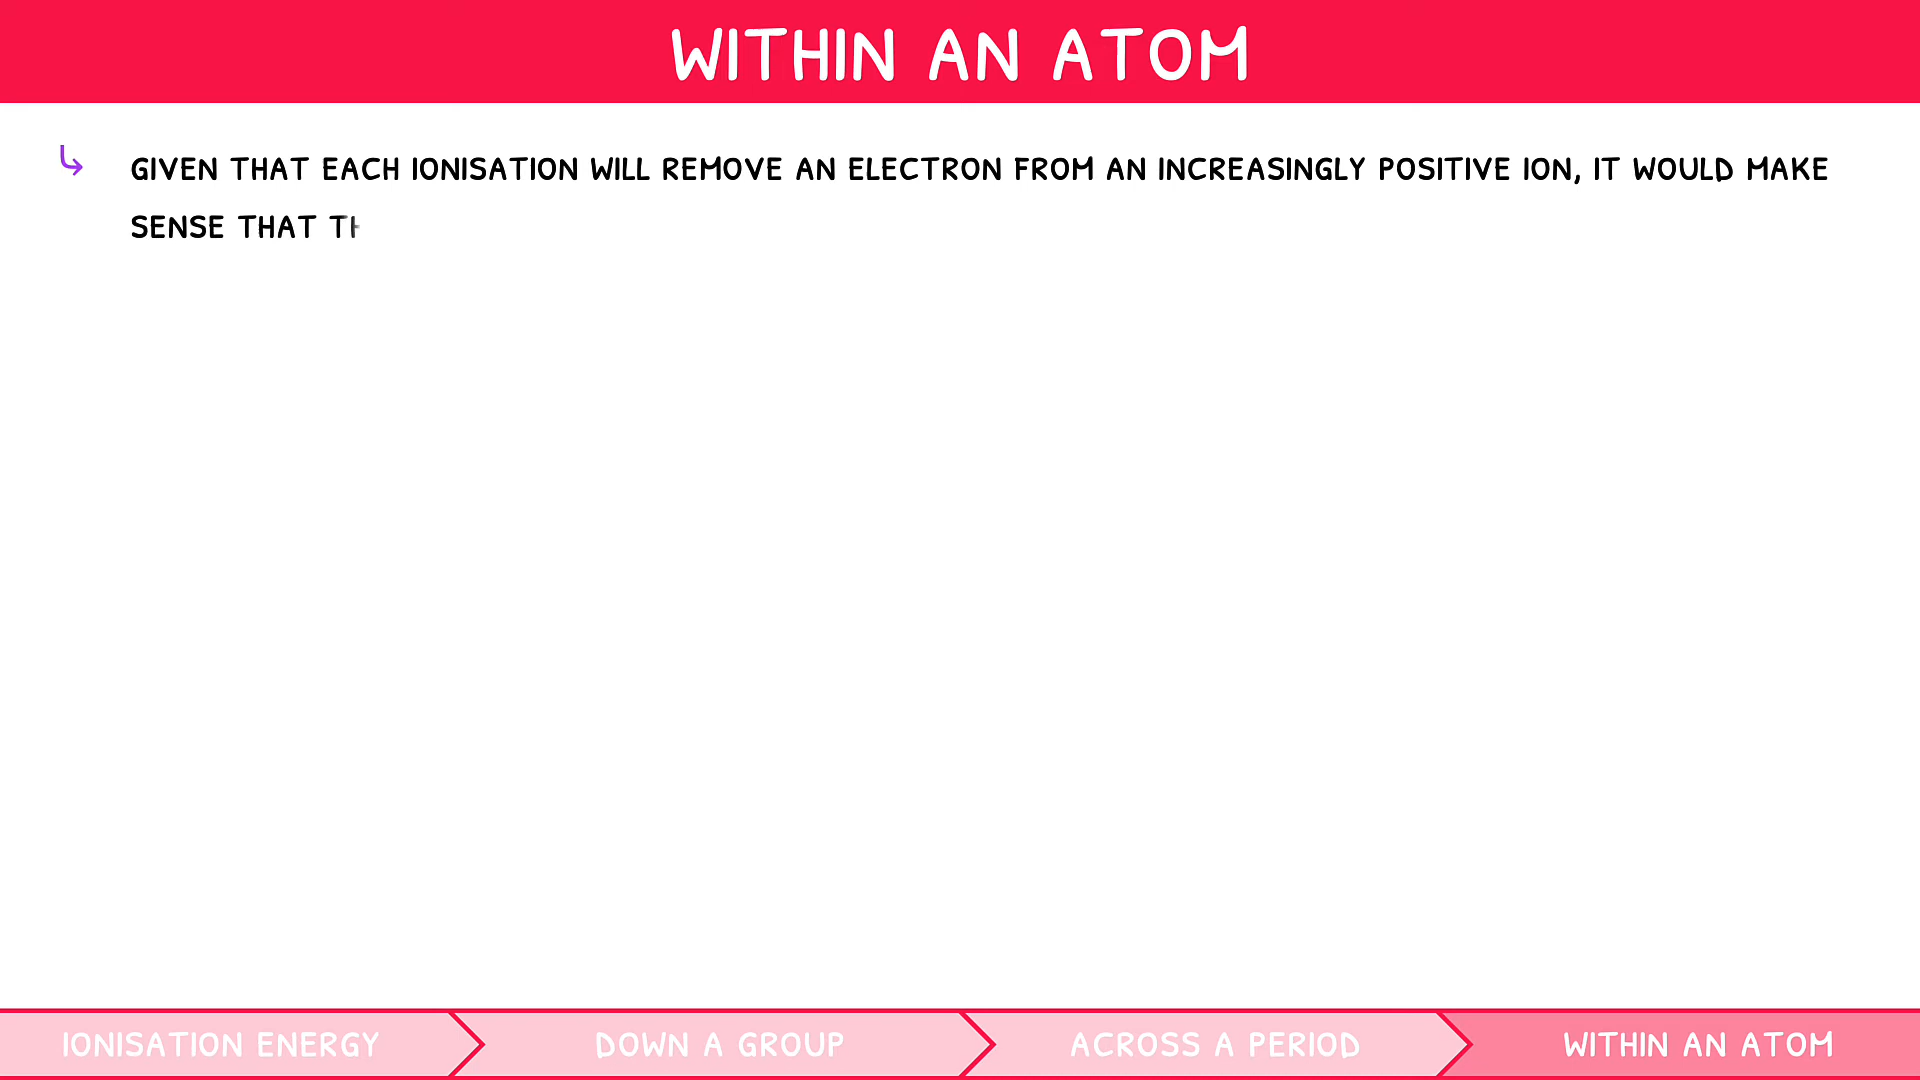 WITHIN AN ATOM
GIVEN THAT EACH IONISATION WILL REMOVE AN ELECTRON FROM AN INCREASINGLY POSITIVE ION, IT WOULD MAKE
SENSE THAT TH
IONISATION ENERGY
DOWN A GROUP
ACROSS A PERIOD
WITHIN AN ATOM